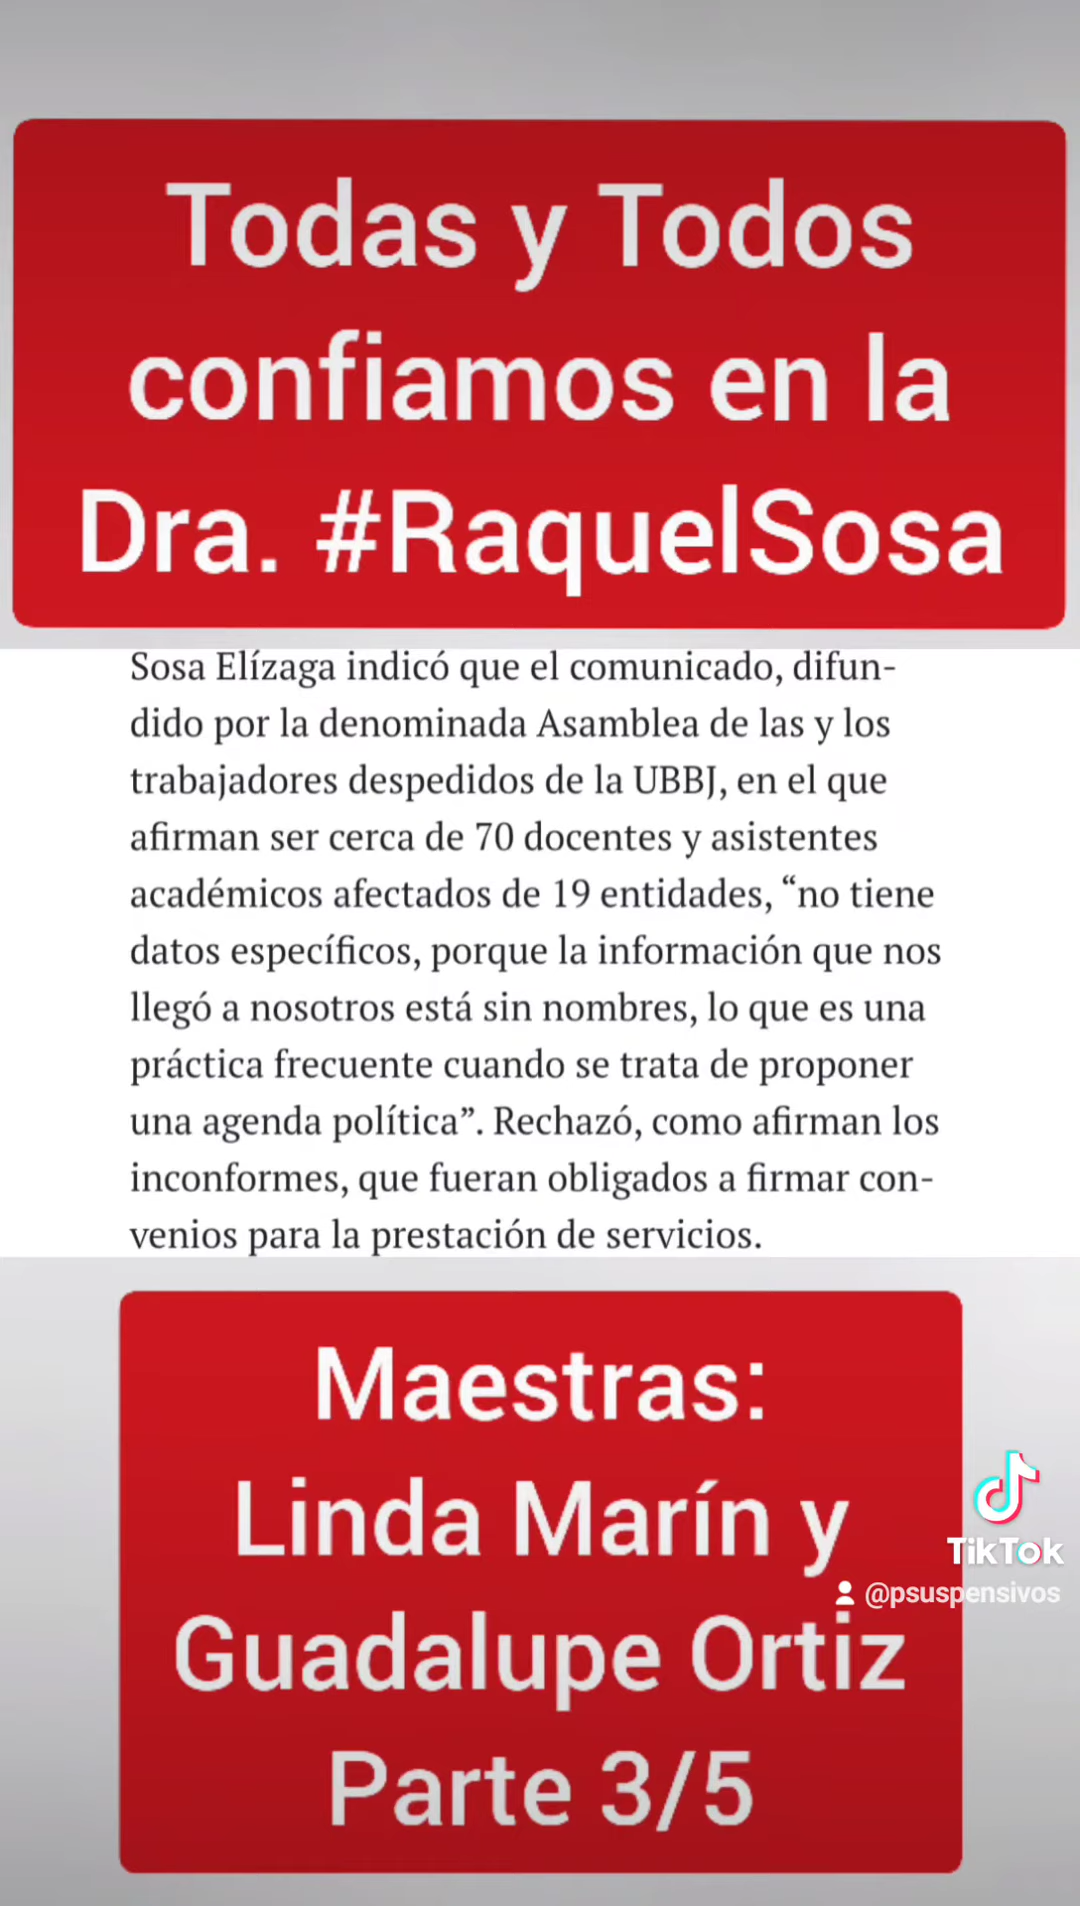 Todas y Todos
confiamos en la
Dra. #RaquelSosa
Sosa Elízaga indicó que el comunicado, difun-
dido por la denominada Asamblea de las y los
trabajadores despedidos de la UBBJ, en el que
afirman ser cerca de 70 docentes y asistentes
académicos afectados de 19 entidades, “no tiene
datos específicos, porque la información que nos
llegó a nosotros está sin nombres, lo que es una
práctica frecuente cuando se trata de proponer
una agenda política”. Rechazó, como afirman los
inconformes, que fueran obligados a firmar con-
venios para la prestación de servicios.
Maestras:
Linda Marín y
Guadalupe Ortiz
Parte 3/5
TikTok
@psuspensivos